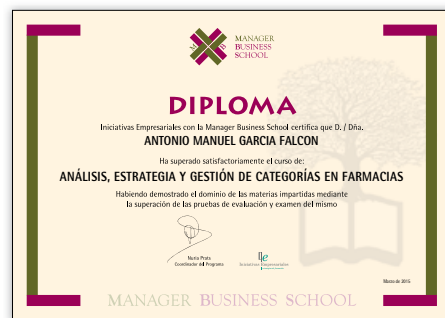 M
B
S
MANAGER
BUSINESS
SCHOOL
DIPLOMA
Iniciativas Empresariales con la Manager Business School certifica que D. / Dña.
ANTONIO MANUEL GARCIA FALCON
Ha superado satisfactoriamente el curso de:
ANÁLISIS, ESTRATEGIA Y GESTIÓN DE CATEGORÍAS EN FARMACIAS
Habiendo demostrado el dominio de las materias impartidas mediante
la superación de las pruebas de evaluación y examen del mismo
Nuria Prats
Coordinador del Programa
Iniciativas Empresariales
Marzo de 2015
MANAGER BUSINESS SCHOOL